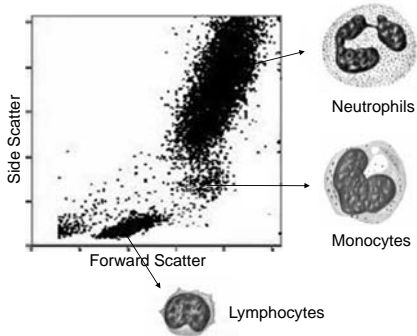 Side Scatter
Neutrophils
Monocytes
Forward Scatter
Lymphocytes